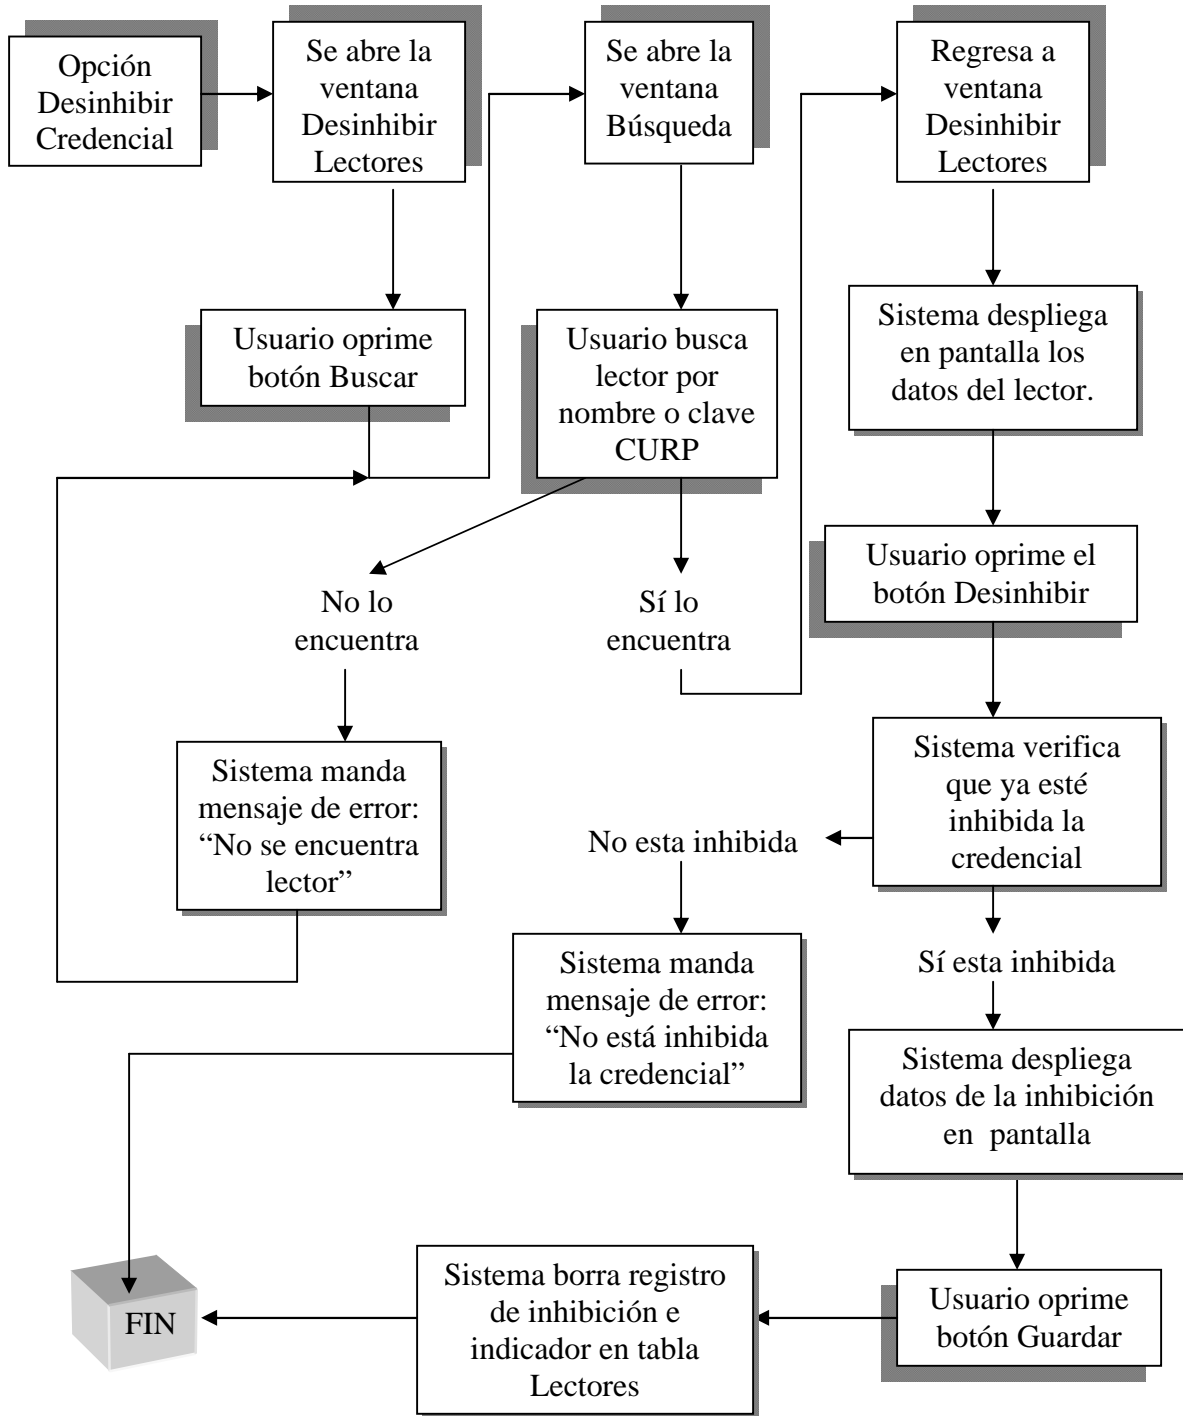 Opción
Desinhibir
Credencial
Se abre la
ventana
Desinhibir
Lectores
Se abre la
ventana
Búsqueda
Regresa a
ventana
Desinhibir
Lectores
Usuario oprime
botón Buscar
Usuario busca
lector por
nombre o clave
CURP
Sistema despliega
en pantalla los
datos del lector.
Usuario oprime el
botón Desinhibir
No lo
encuentra
Sí lo
encuentra
Sistema manda
mensaje de error:
“No se encuentra
lector”
Sistema verifica
que ya esté
inhibida la
credencial
No esta inhibida
Sí esta inhibida
Sistema manda
mensaje de error:
“No está inhibida
la credencial”
Sistema despliega
datos de la inhibición
en pantalla
Usuario oprime
botón Guardar
Sistema borra registro
de inhibición e
indicador en tabla
Lectores
FIN